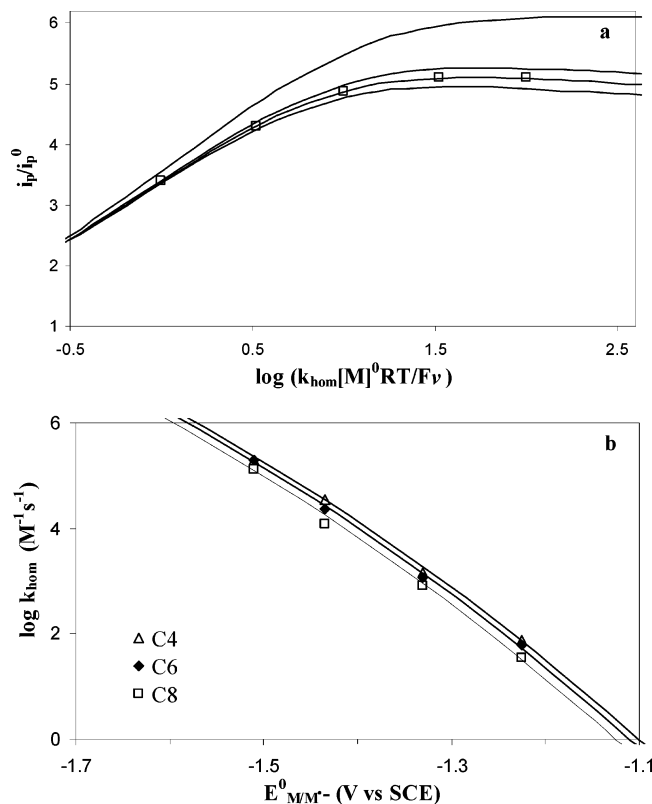 6
a
5
4
3
2
1
i_p/i_p^0
-0.5 0.5 1.5 2.5
log (k_hom[M]^0RT/Fν )
6
b
4
2
0
log k_hom (M^-1s^-1)
C4
C6
C8
-1.7 -1.5 -1.3 -1.1
E^0_M/M•- (V vs SCE)